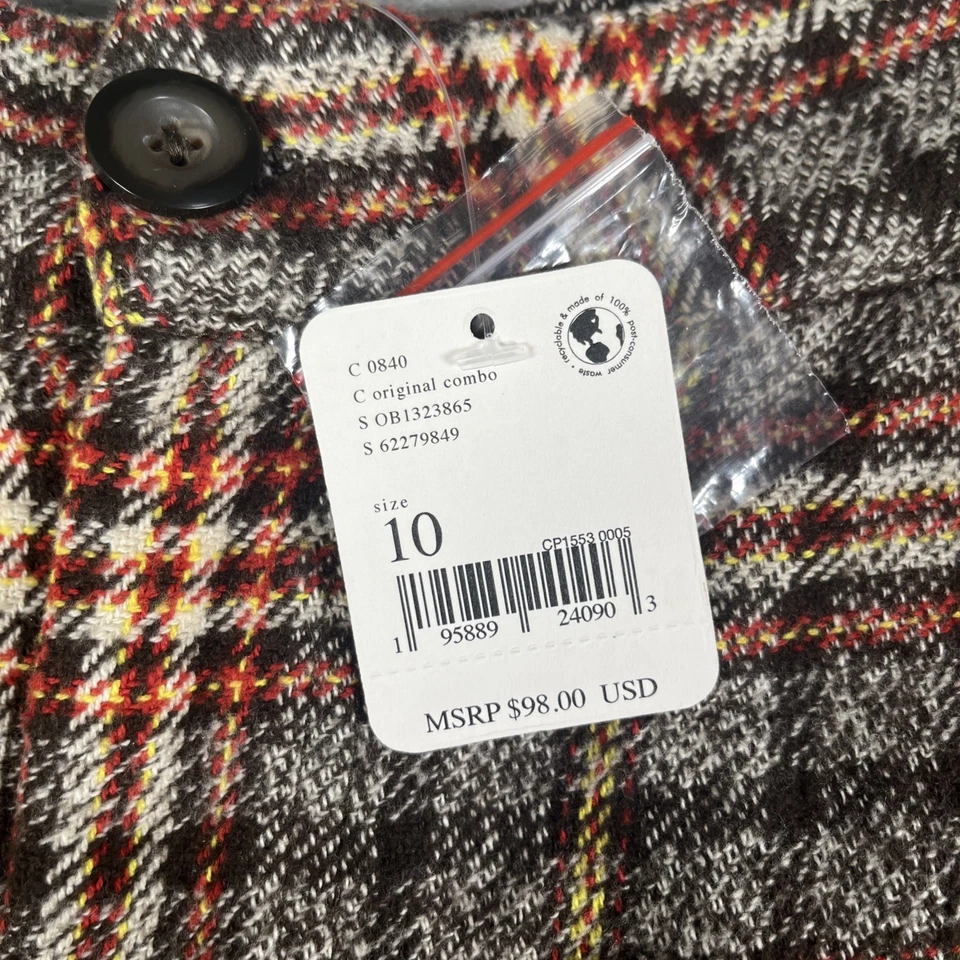 recyclable & made of 100% post-consumer waste •
C 0840
C original combo
S OB1323865
S 62279849
size
10
CP1553 0005
1 95889 24090 3
MSRP $98.00 USD